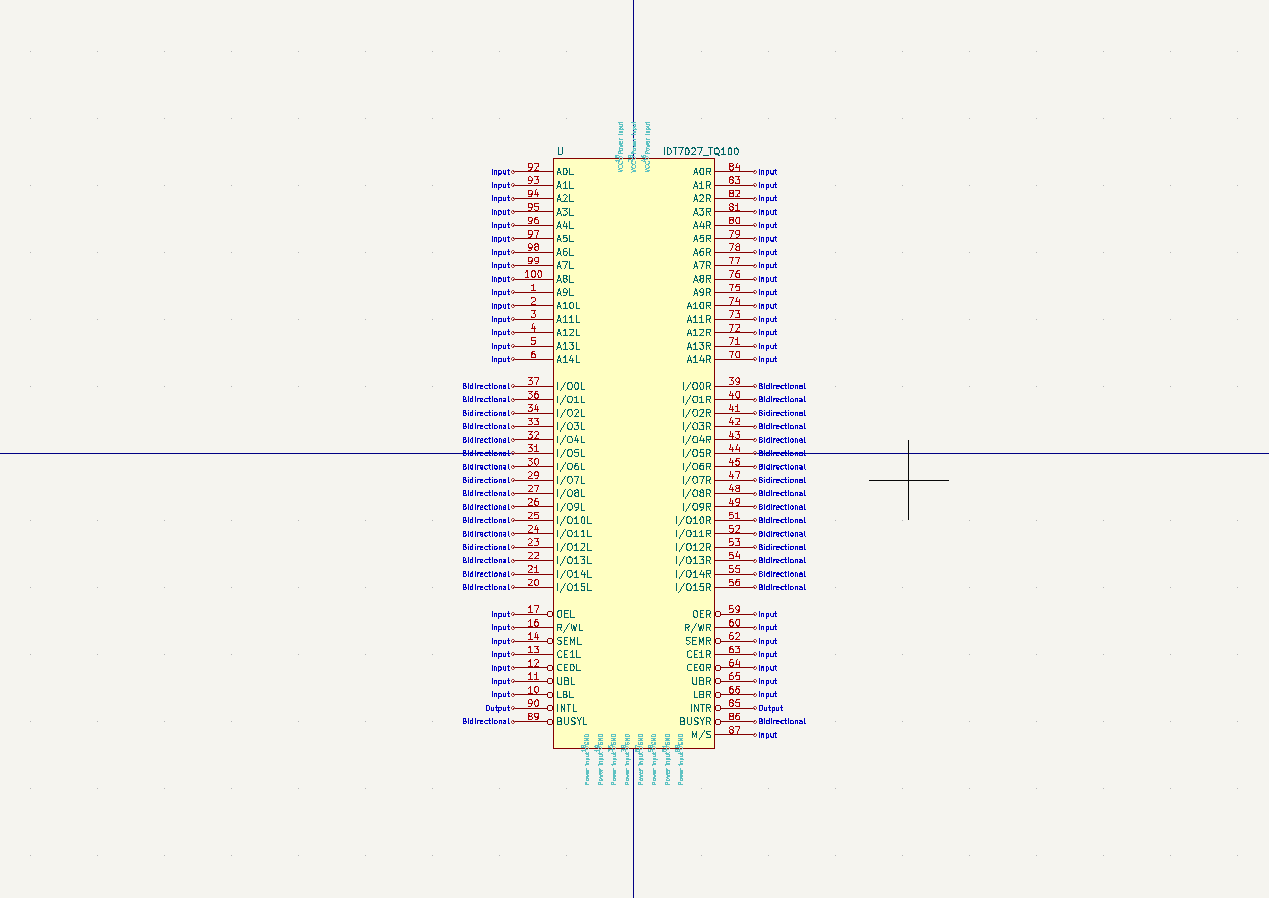 U IDT7027_TQ100
VCC Power Input VCC Power Input VCC Power Input
Input 92 A0L A0R 84 Input
Input 93 A1L A1R 83 Input
Input 94 A2L A2R 82 Input
Input 95 A3L A3R 81 Input
Input 96 A4L A4R 80 Input
Input 97 A5L A5R 79 Input
Input 98 A6L A6R 78 Input
Input 99 A7L A7R 77 Input
Input 100 A8L A8R 76 Input
Input 1 A9L A9R 75 Input
Input 2 A10L A10R 74 Input
Input 3 A11L A11R 73 Input
Input 4 A12L A12R 72 Input
Input 5 A13L A13R 71 Input
Input 6 A14L A14R 70 Input
Bidirectional 37 I/O0L I/O0R 39 Bidirectional
Bidirectional 36 I/O1L I/O1R 40 Bidirectional
Bidirectional 34 I/O2L I/O2R 41 Bidirectional
Bidirectional 33 I/O3L I/O3R 42 Bidirectional
Bidirectional 32 I/O4L I/O4R 43 Bidirectional
Bidirectional 31 I/O5L I/O5R 44 Bidirectional
Bidirectional 30 I/O6L I/O6R 45 Bidirectional
Bidirectional 29 I/O7L I/O7R 47 Bidirectional
Bidirectional 27 I/O8L I/O8R 48 Bidirectional
Bidirectional 26 I/O9L I/O9R 49 Bidirectional
Bidirectional 25 I/O10L I/O10R 51 Bidirectional
Bidirectional 24 I/O11L I/O11R 52 Bidirectional
Bidirectional 23 I/O12L I/O12R 53 Bidirectional
Bidirectional 22 I/O13L I/O13R 54 Bidirectional
Bidirectional 21 I/O14L I/O14R 55 Bidirectional
Bidirectional 20 I/O15L I/O15R 56 Bidirectional
Input 17 OEL OER 59 Input
Input 16 R/WL R/WR 60 Input
Input 14 SEML SEMR 62 Input
Input 13 CE1L CE1R 63 Input
Input 12 CE0L CE0R 64 Input
Input 11 UBL UBR 65 Input
Input 10 LBL LBR 66 Input
Output 90 INTL INTR 85 Output
Bidirectional 89 BUSYL BUSYR 86 Bidirectional
M/S 87 Input
Power Input GND Power Input GND Power Input GND Power Input GND Power Input GND Power Input GND Power Input GND Power Input GND